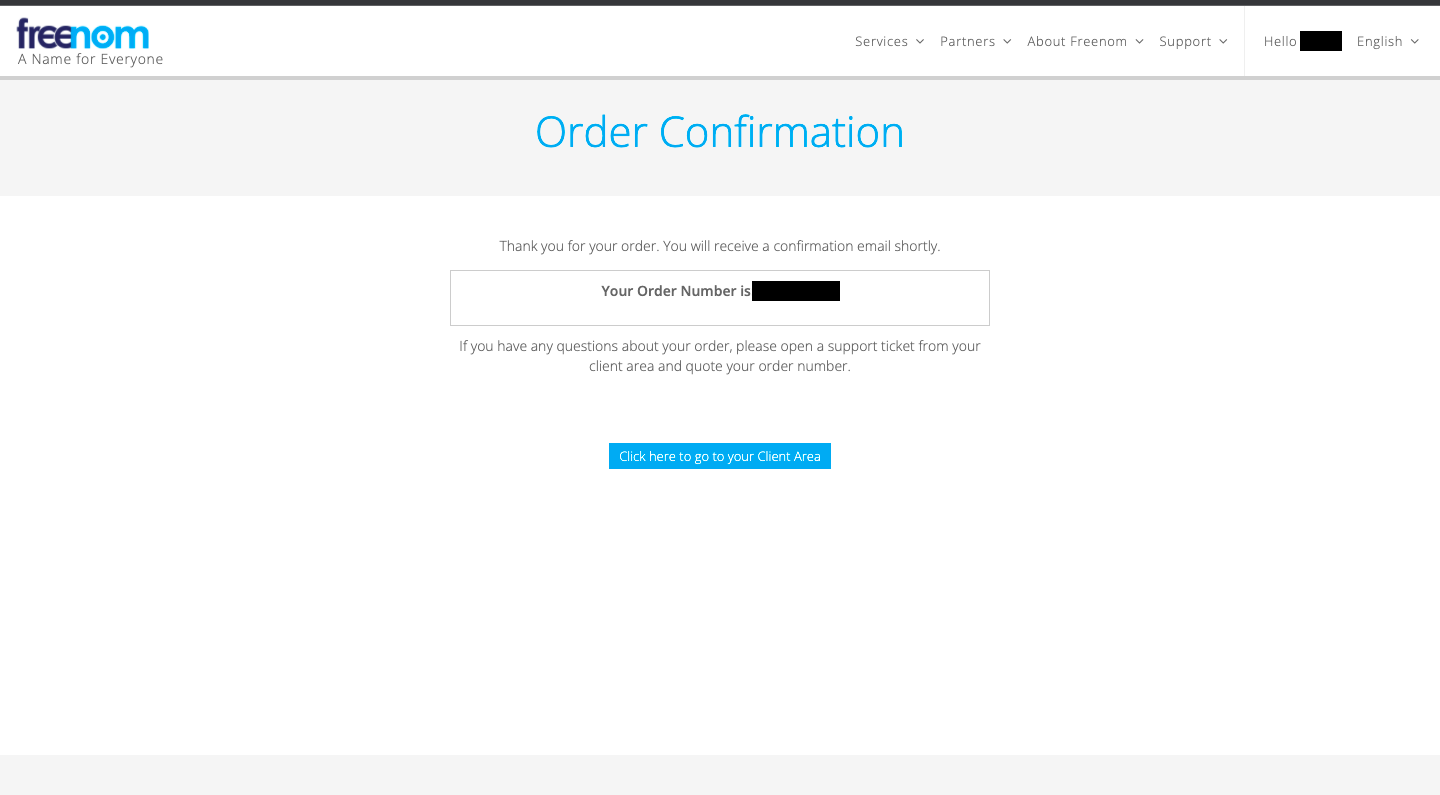 freenom
A Name for Everyone
Services Partners About Freenom Support Hello English
Order Confirmation
Thank you for your order. You will receive a confirmation email shortly.
Your Order Number is
If you have any questions about your order, please open a support ticket from your
client area and quote your order number.
Click here to go to your Client Area